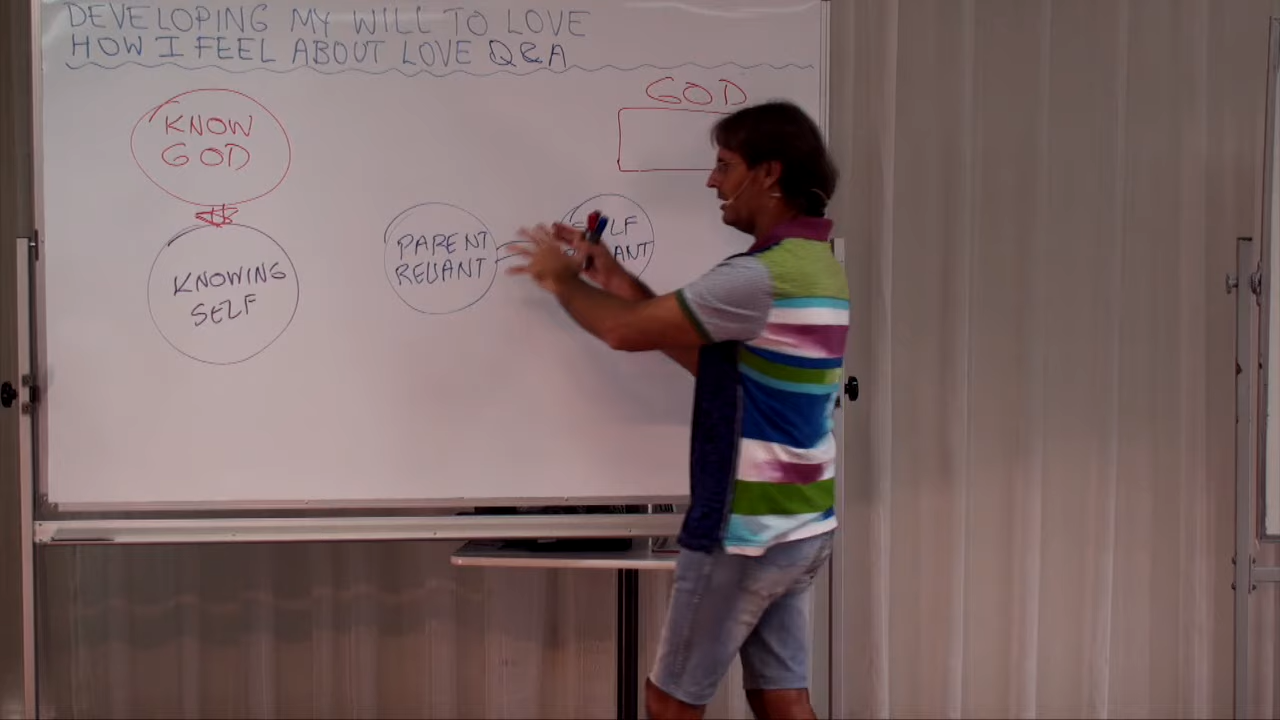 DEVELOPING MY WILL TO LOVE
HOW I FEEL ABOUT LOVE Q&A
GOD
KNOW
GOD
KNOWING
SELF
PARENT
RELIANT